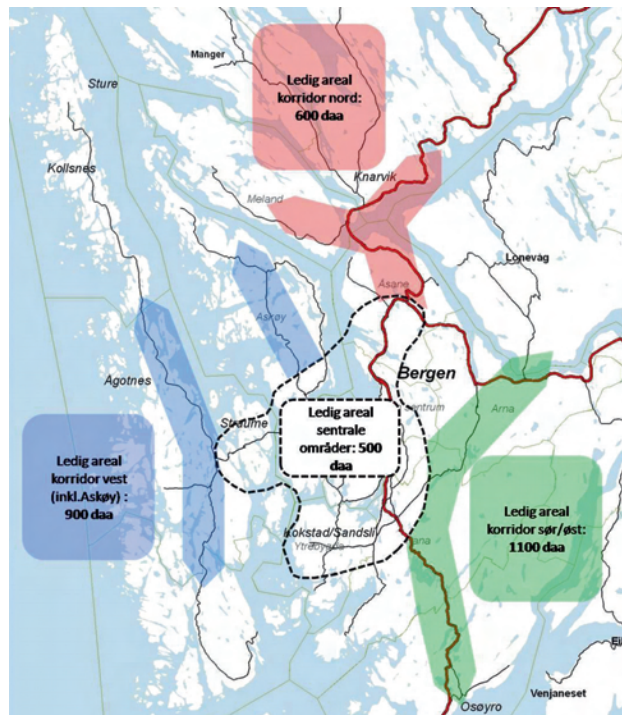 Manger
Sture
Ledig areal
korridor nord:
600 daa
Kollsnes
Knarvik
Meland
Lonevåg
Åsane
Askøy
Bergen
Ågotnes
sentrum
Arna
Straume
Ledig areal
sentrale
områder: 500
daa
Ledig areal
korridor vest
(inkl.Askøy) :
900 daa
Ledig areal
korridor sør/øst:
1100 daa
Kokstad/Sandsli
Ytrebygda
Venjaneset
Osøyro